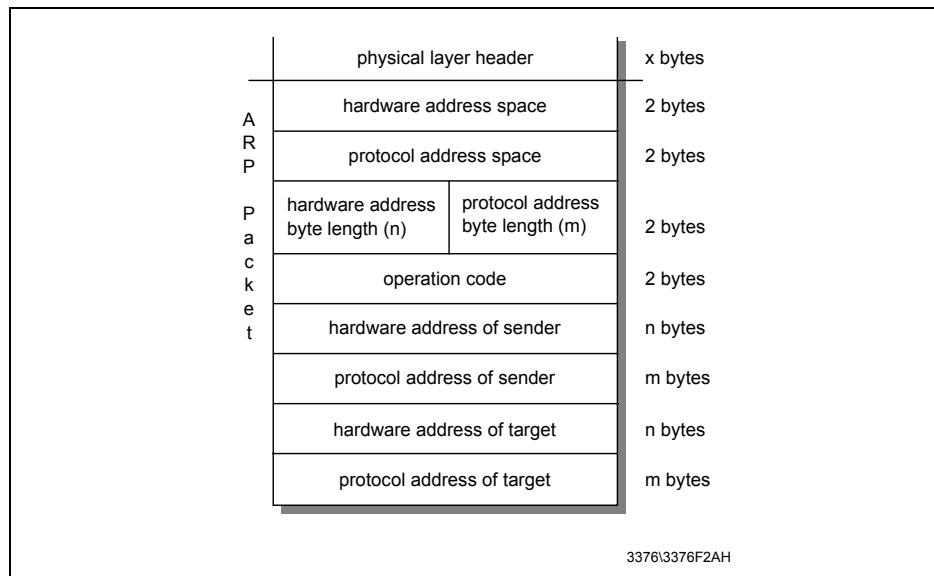 physical layer header x bytes
hardware address space 2 bytes
protocol address space 2 bytes
hardware address byte length (n)
protocol address byte length (m)
2 bytes
operation code 2 bytes
hardware address of sender n bytes
protocol address of sender m bytes
hardware address of target n bytes
protocol address of target m bytes
ARP Packet
3376\3376F2AH